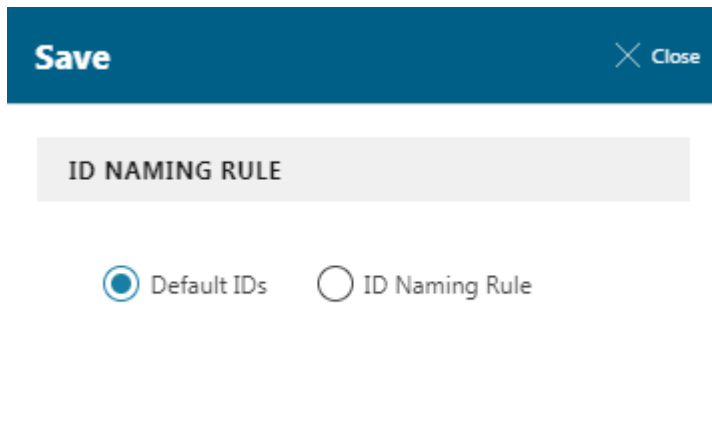 Save
Close
ID NAMING RULE
Default IDs
ID Naming Rule